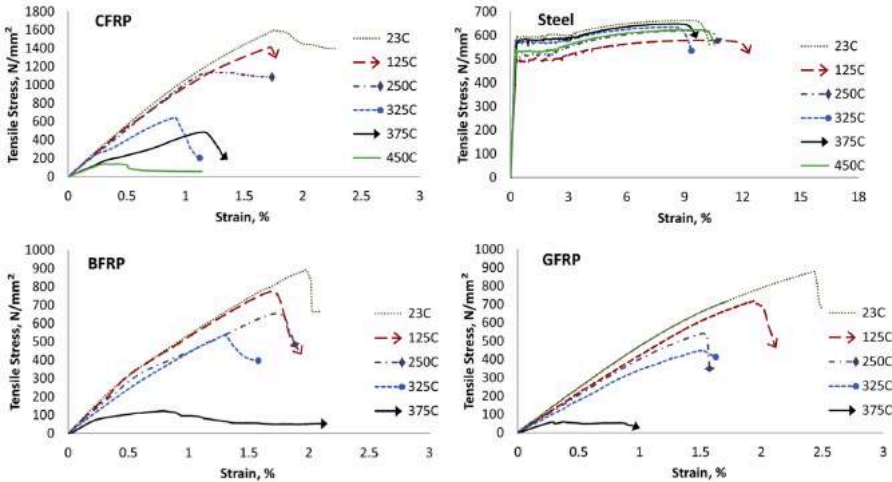 CFRP
Tensile Stress, N/mm²
1800
1600
1400
1200
1000
800
600
400
200
0
0
0.5
1
1.5
2
2.5
3
Strain, %
23C
125C
250C
325C
375C
450C
Steel
Tensile Stress, N/mm²
700
600
500
400
300
200
100
0
0
3
6
9
12
15
18
Strain, %
23C
125C
250C
325C
375C
450C
BFRP
Tensile Stress, N/mm²
1000
900
800
700
600
500
400
300
200
100
0
0
0.5
1
1.5
2
2.5
Strain, %
23C
125C
250C
325C
375C
GFRP
Tensile Stress, N/mm²
1000
900
800
700
600
500
400
300
200
100
0
0
0.5
1
1.5
2
2.5
3
Strain, %
23C
125C
250C
325C
375C